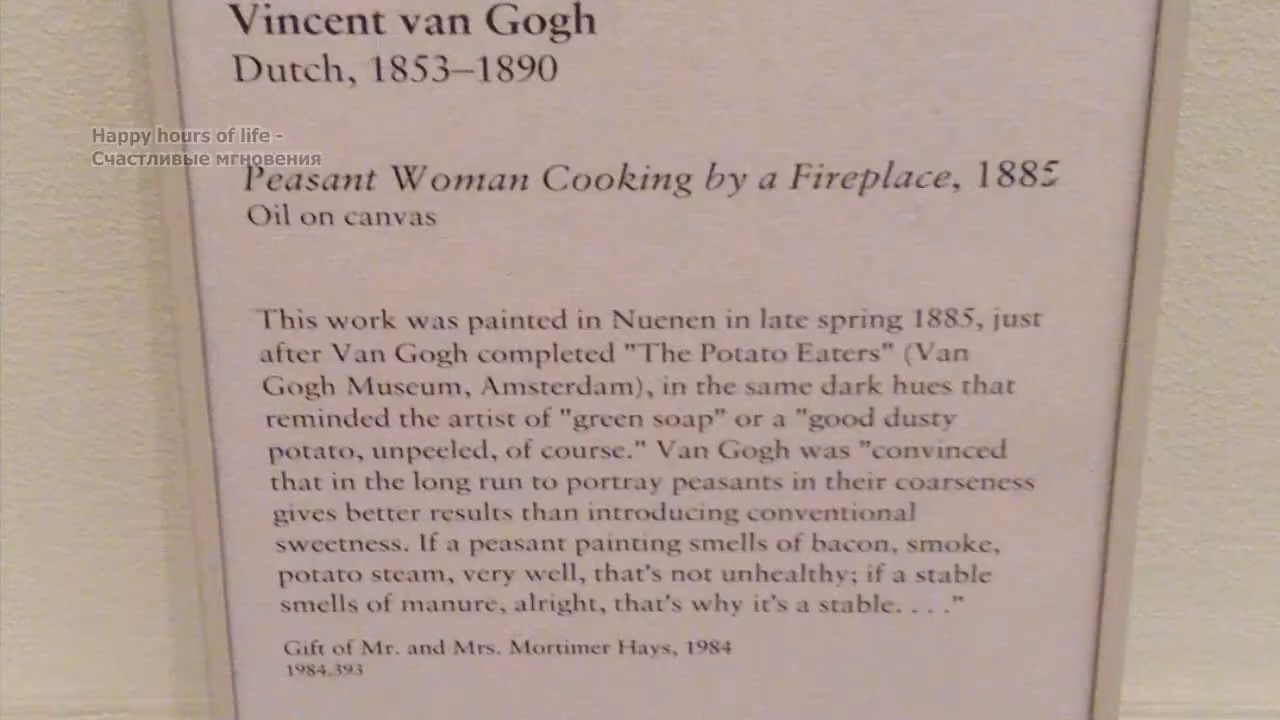 Vincent van Gogh
Dutch, 1853–1890
Happy hours of life -
Счастливые мгновения
Peasant Woman Cooking by a Fireplace, 1885
Oil on canvas
This work was painted in Nuenen in late spring 1885, just
after Van Gogh completed "The Potato Eaters" (Van
Gogh Museum, Amsterdam), in the same dark hues that
reminded the artist of "green soap" or a "good dusty
potato, unpeeled, of course." Van Gogh was "convinced
that in the long run to portray peasants in their coarseness
gives better results than introducing conventional
sweetness. If a peasant painting smells of bacon, smoke,
potato steam, very well, that's not unhealthy; if a stable
smells of manure, alright, that's why it's a stable. . . ."
Gift of Mr. and Mrs. Mortimer Hays, 1984
1984.393